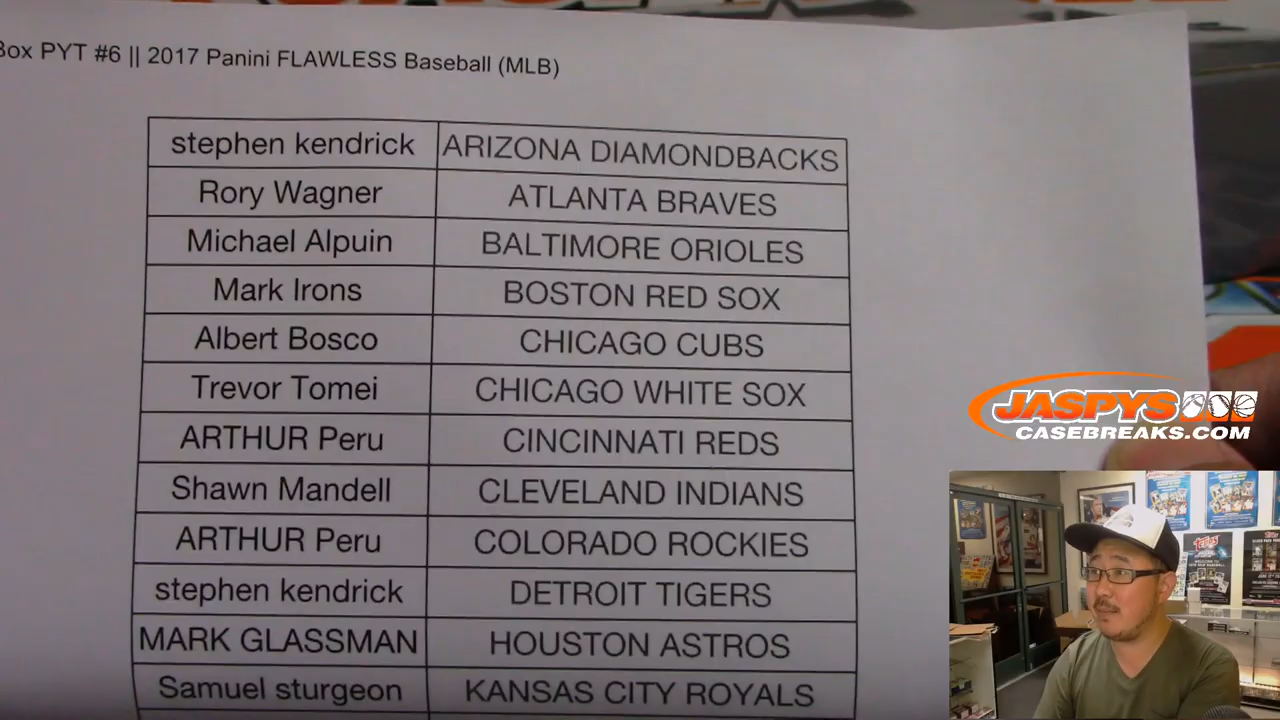 Box PYT #6 || 2017 Panini FLAWLESS Baseball (MLB)
stephen kendrick ARIZONA DIAMONDBACKS
Rory Wagner ATLANTA BRAVES
Michael Alpuin BALTIMORE ORIOLES
Mark Irons BOSTON RED SOX
Albert Bosco CHICAGO CUBS
Trevor Tomei CHICAGO WHITE SOX
ARTHUR Peru CINCINNATI REDS
Shawn Mandell CLEVELAND INDIANS
ARTHUR Peru COLORADO ROCKIES
stephen kendrick DETROIT TIGERS
MARK GLASSMAN HOUSTON ASTROS
Samuel sturgeon KANSAS CITY ROYALS
JASPYS
CASEBREAKS.COM